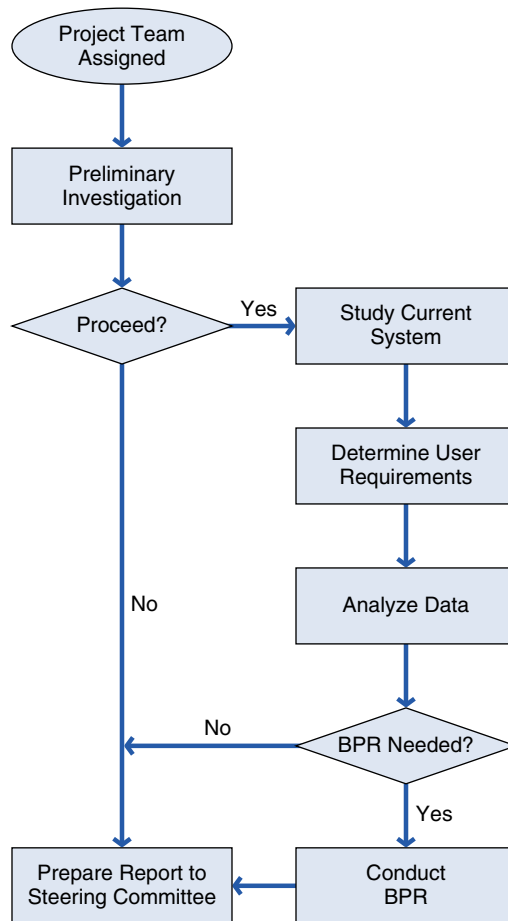 Project Team
Assigned
Preliminary
Investigation
Proceed?
Yes
Study Current
System
Determine User
Requirements
Analyze Data
No
No
BPR Needed?
Yes
Prepare Report to
Steering Committee
Conduct
BPR